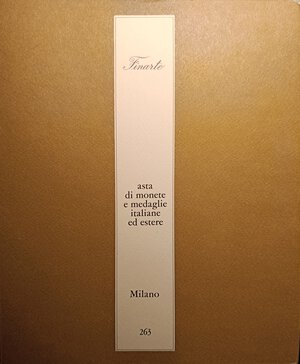 Finarte
asta
di monete
e medaglie
italiane
ed estere
Milano
263